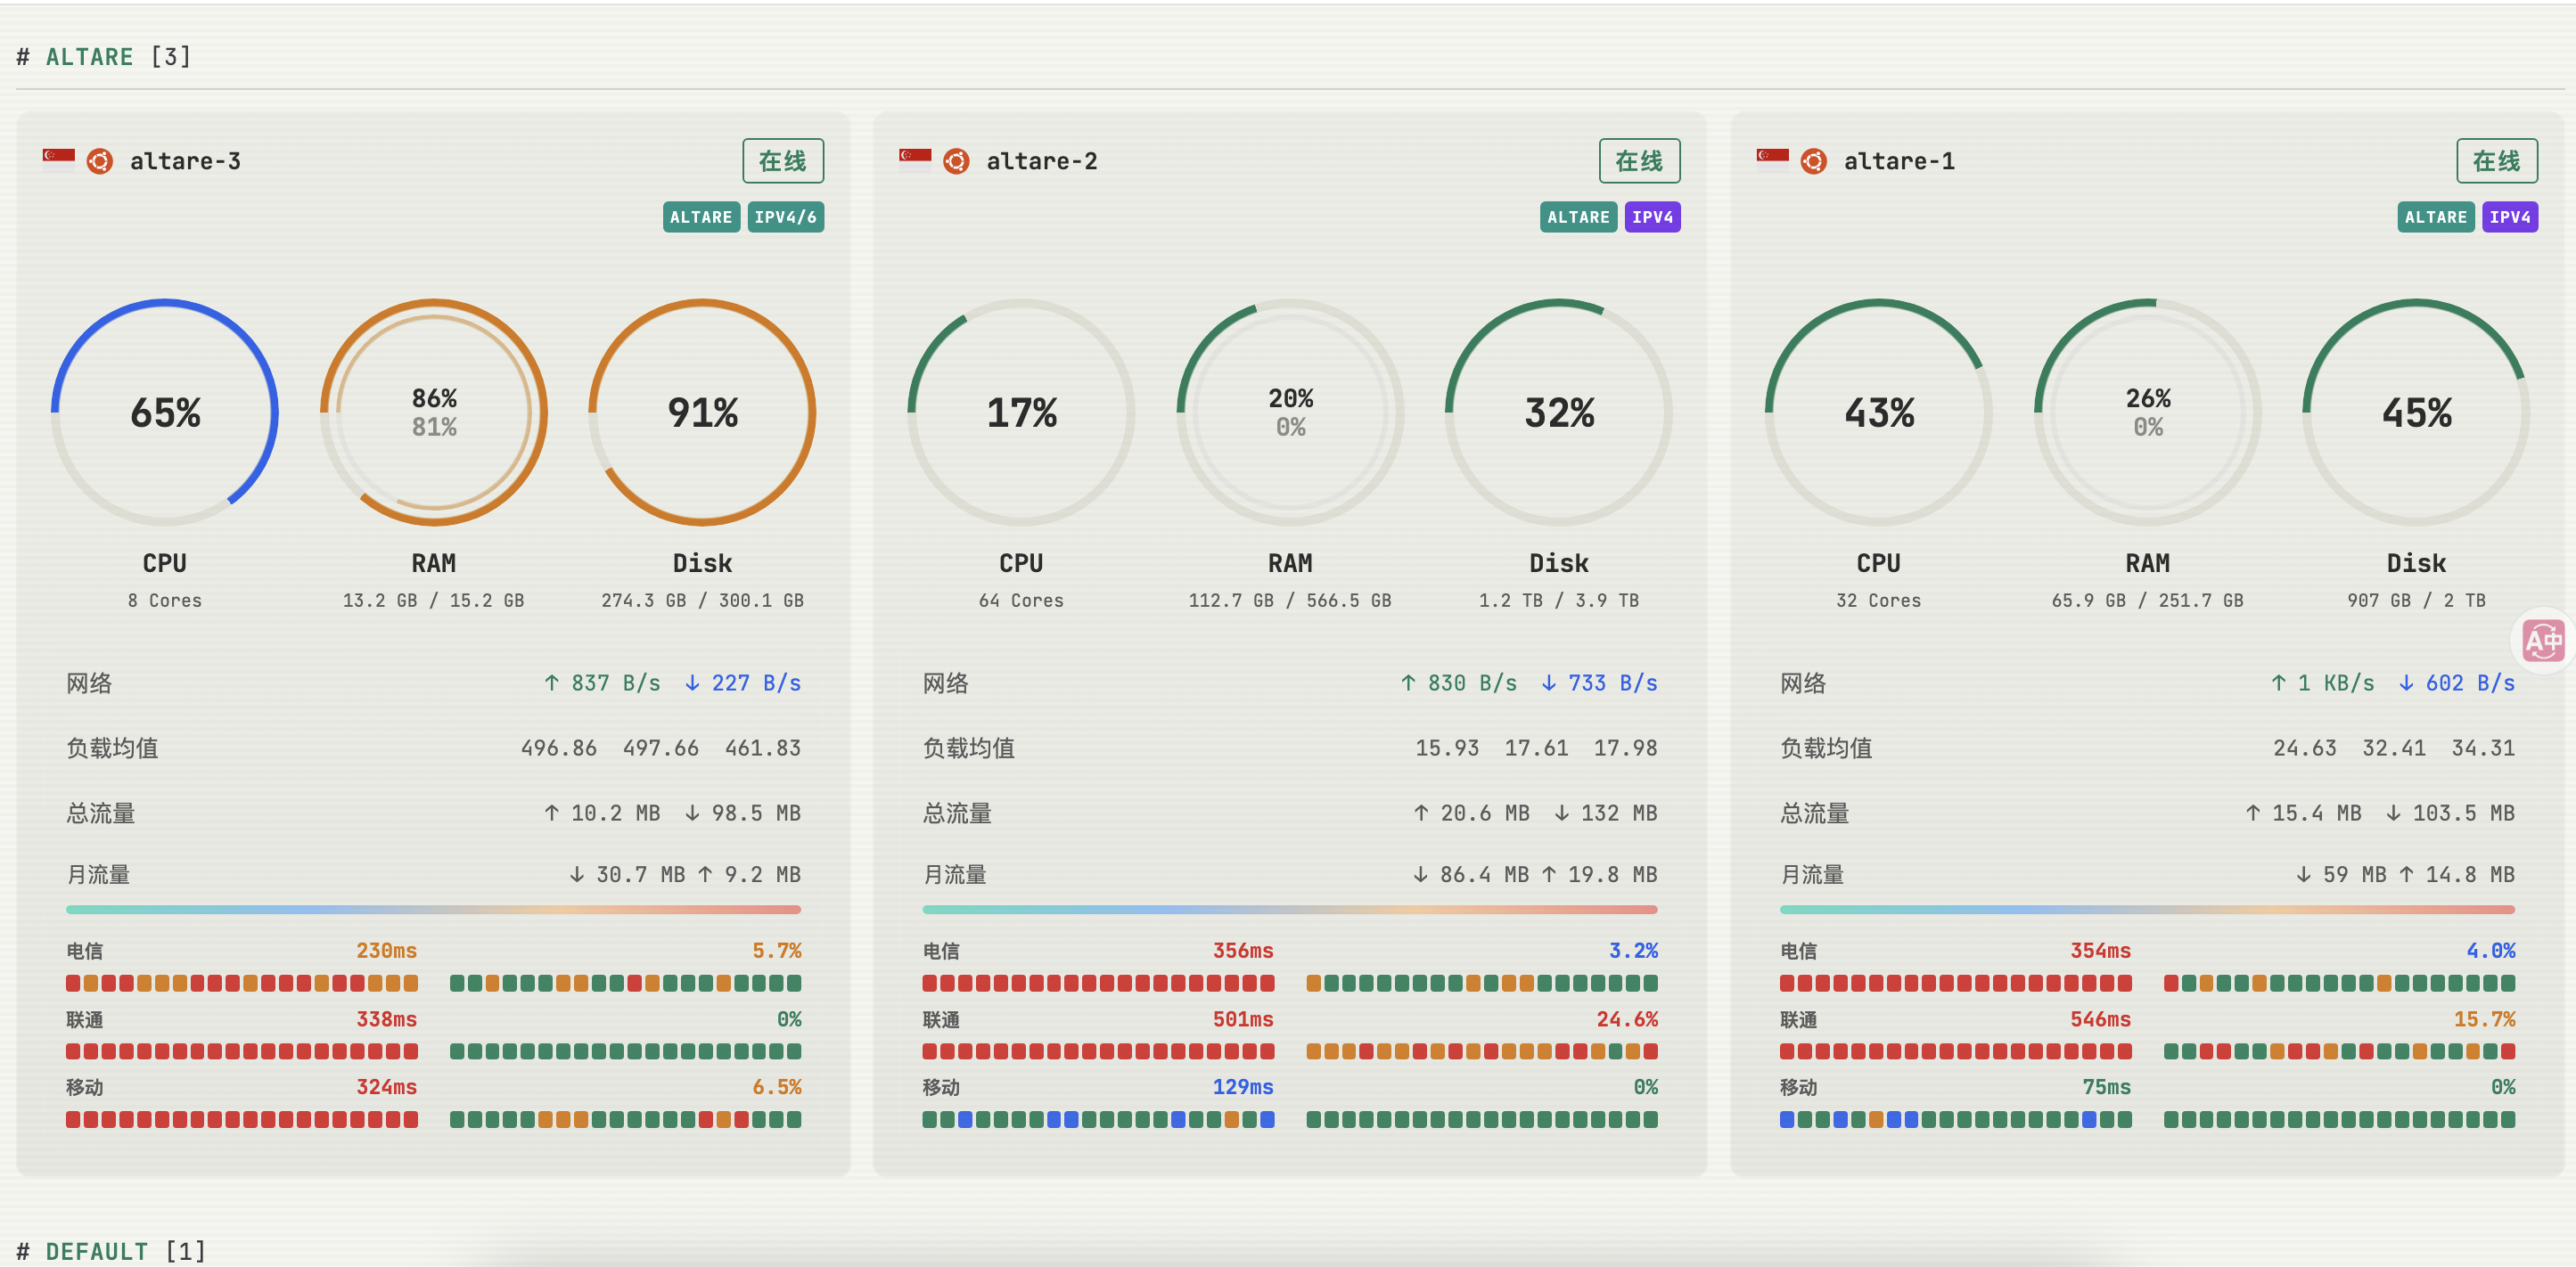 # ALTARE [3]
altare-3
在线
ALTARE IPV4/6
65%
86%
81%
91%
CPU
RAM
Disk
8 Cores
13.2 GB / 15.2 GB
274.3 GB / 300.1 GB
网络 ↑ 837 B/s ↓ 227 B/s
负载均值 496.86 497.66 461.83
总流量 ↑ 10.2 MB ↓ 98.5 MB
月流量 ↓ 30.7 MB ↑ 9.2 MB
电信 230ms 5.7%
联通 338ms 0%
移动 324ms 6.5%
altare-2
在线
ALTARE IPV4
17%
20%
0%
32%
CPU
RAM
Disk
64 Cores
112.7 GB / 566.5 GB
1.2 TB / 3.9 TB
网络 ↑ 830 B/s ↓ 733 B/s
负载均值 15.93 17.61 17.98
总流量 ↑ 20.6 MB ↓ 132 MB
月流量 ↓ 86.4 MB ↑ 19.8 MB
电信 356ms 3.2%
联通 501ms 24.6%
移动 129ms 0%
altare-1
在线
ALTARE IPV4
43%
26%
0%
45%
CPU
RAM
Disk
32 Cores
65.9 GB / 251.7 GB
907 GB / 2 TB
A中
网络 ↑ 1 KB/s ↓ 602 B/s
负载均值 24.63 32.41 34.31
总流量 ↑ 15.4 MB ↓ 103.5 MB
月流量 ↓ 59 MB ↑ 14.8 MB
电信 354ms 4.0%
联通 546ms 15.7%
移动 75ms 0%
# DEFAULT [1]